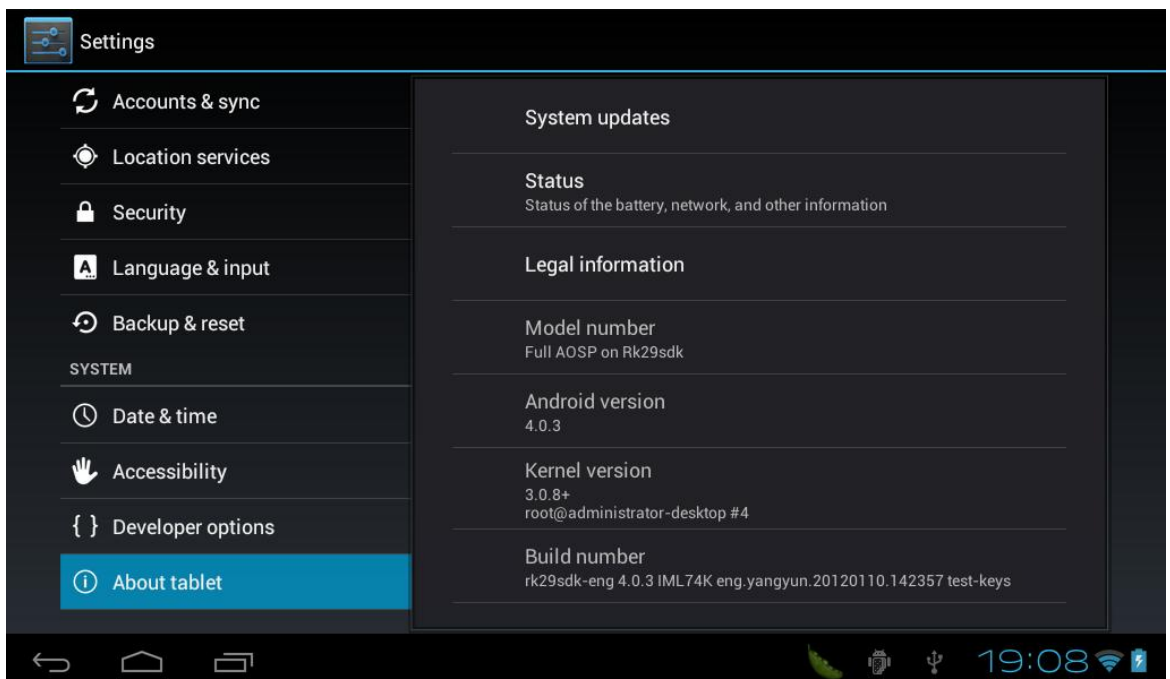 Settings
Accounts & sync
Location services
Security
Language & input
Backup & reset
SYSTEM
Date & time
Accessibility
{ } Developer options
About tablet
System updates
Status
Status of the battery, network, and other information
Legal information
Model number
Full AOSP on Rk29sdk
Android version
4.0.3
Kernel version
3.0.8+
root@administrator-desktop #4
Build number
rk29sdk-eng 4.0.3 IML74K eng.yangyun.20120110.142357 test-keys
19:08